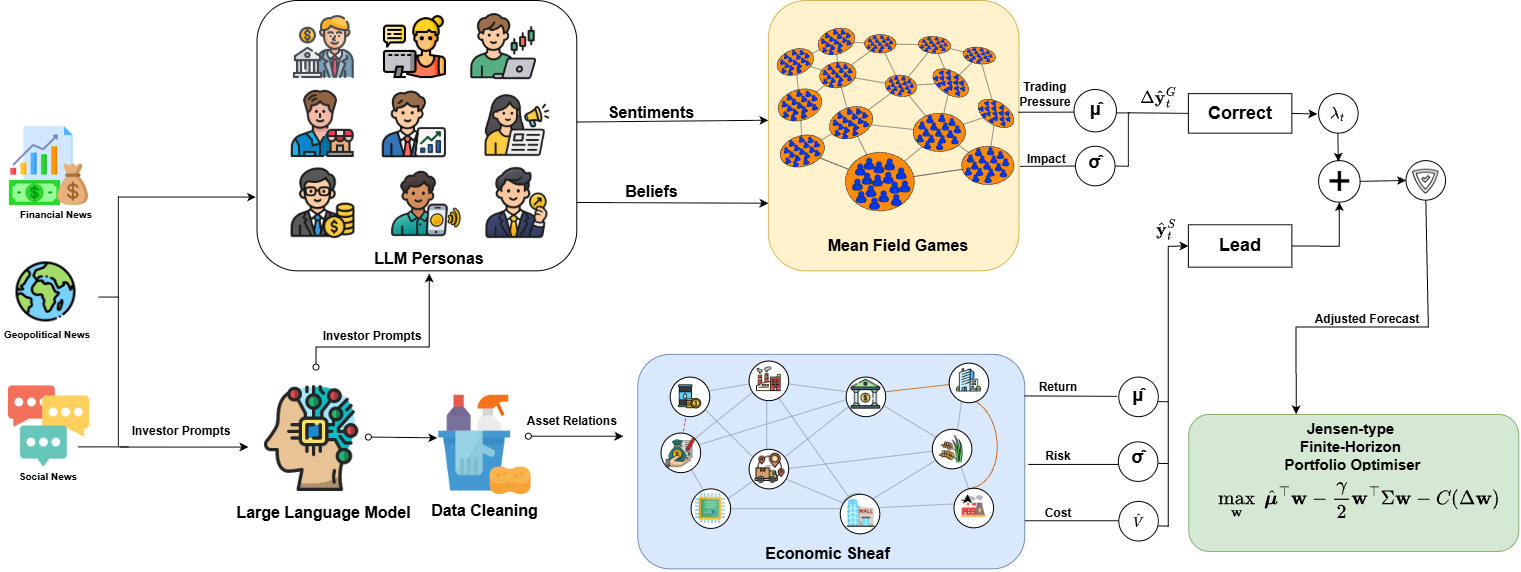 Financial News
Geopolitical News
Social News
Investor Prompts
Large Language Model
Investor Prompts
LLM Personas
Data Cleaning
Asset Relations
Sentiments
Beliefs
Mean Field Games
Trading
Pressure
μ̂
Impact
σ̂
Δŷ_t^G
Correct
λ_t
+
ŷ_t^S
Lead
MALL
Economic Sheaf
Return
μ̂
Risk
σ̂
Cost
V̂
Adjusted Forecast
Jensen-type
Finite-Horizon
Portfolio Optimiser
max_w μ̂^⊤w − γ/2 w^⊤Σw − C(Δw)